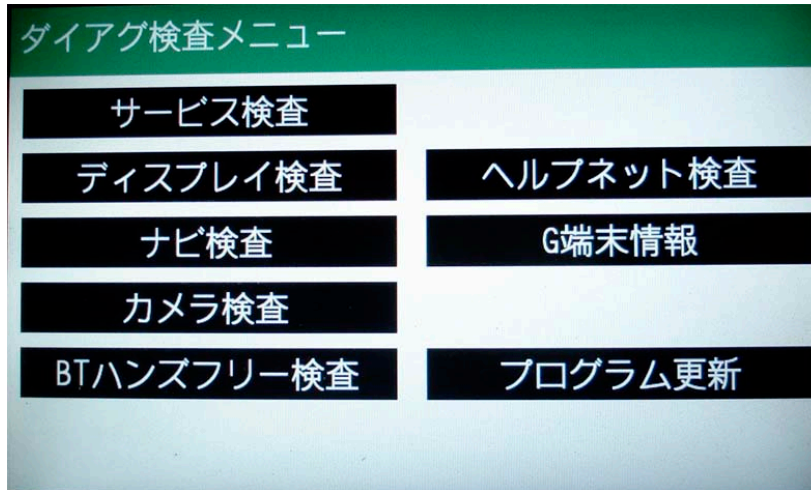 ダイアグ検査メニュー
サービス検査
ディスプレイ検査
ヘルプネット検査
ナビ検査
G端末情報
カメラ検査
BTハンズフリー検査
プログラム更新